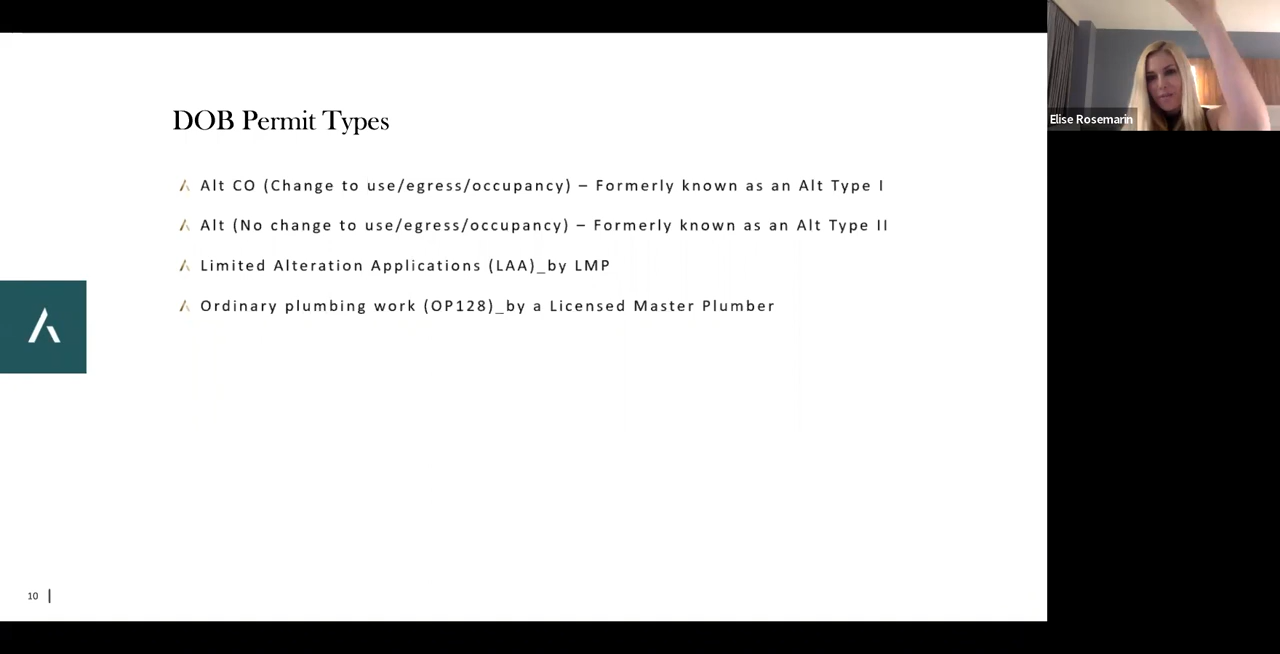 DOB Permit Types
Alt CO (Change to use/egress/occupancy) – Formerly known as an Alt Type I
Alt (No change to use/egress/occupancy) – Formerly known as an Alt Type II
Limited Alteration Applications (LAA)_by LMP
Ordinary plumbing work (OP128)_by a Licensed Master Plumber
10
Elise Rosemarin